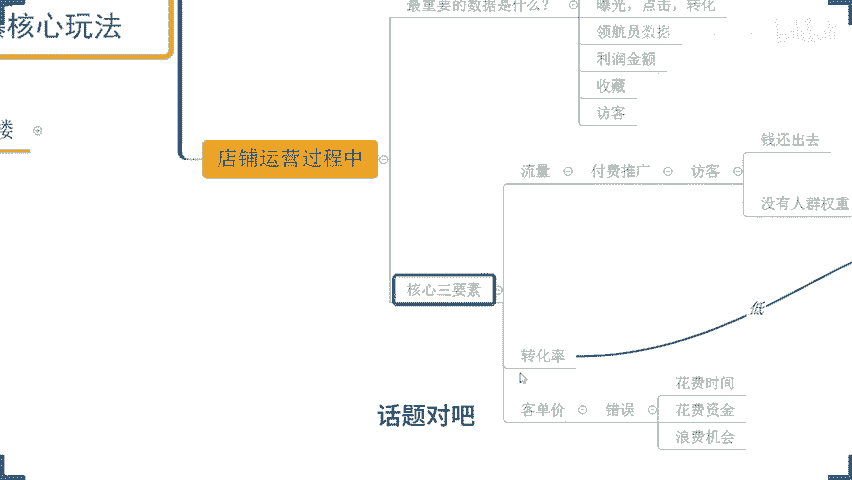 最重要的数据是什么？
曝光，点击，转化
核心玩法
领航员数据
利润金额
收藏
访客
楼
店铺运营过程中
钱还出去
流量
付费推广
访客
没有人群权重
核心三要素
低
转化率
花费时间
客单价
错误
花费资金
话题对吧
浪费机会